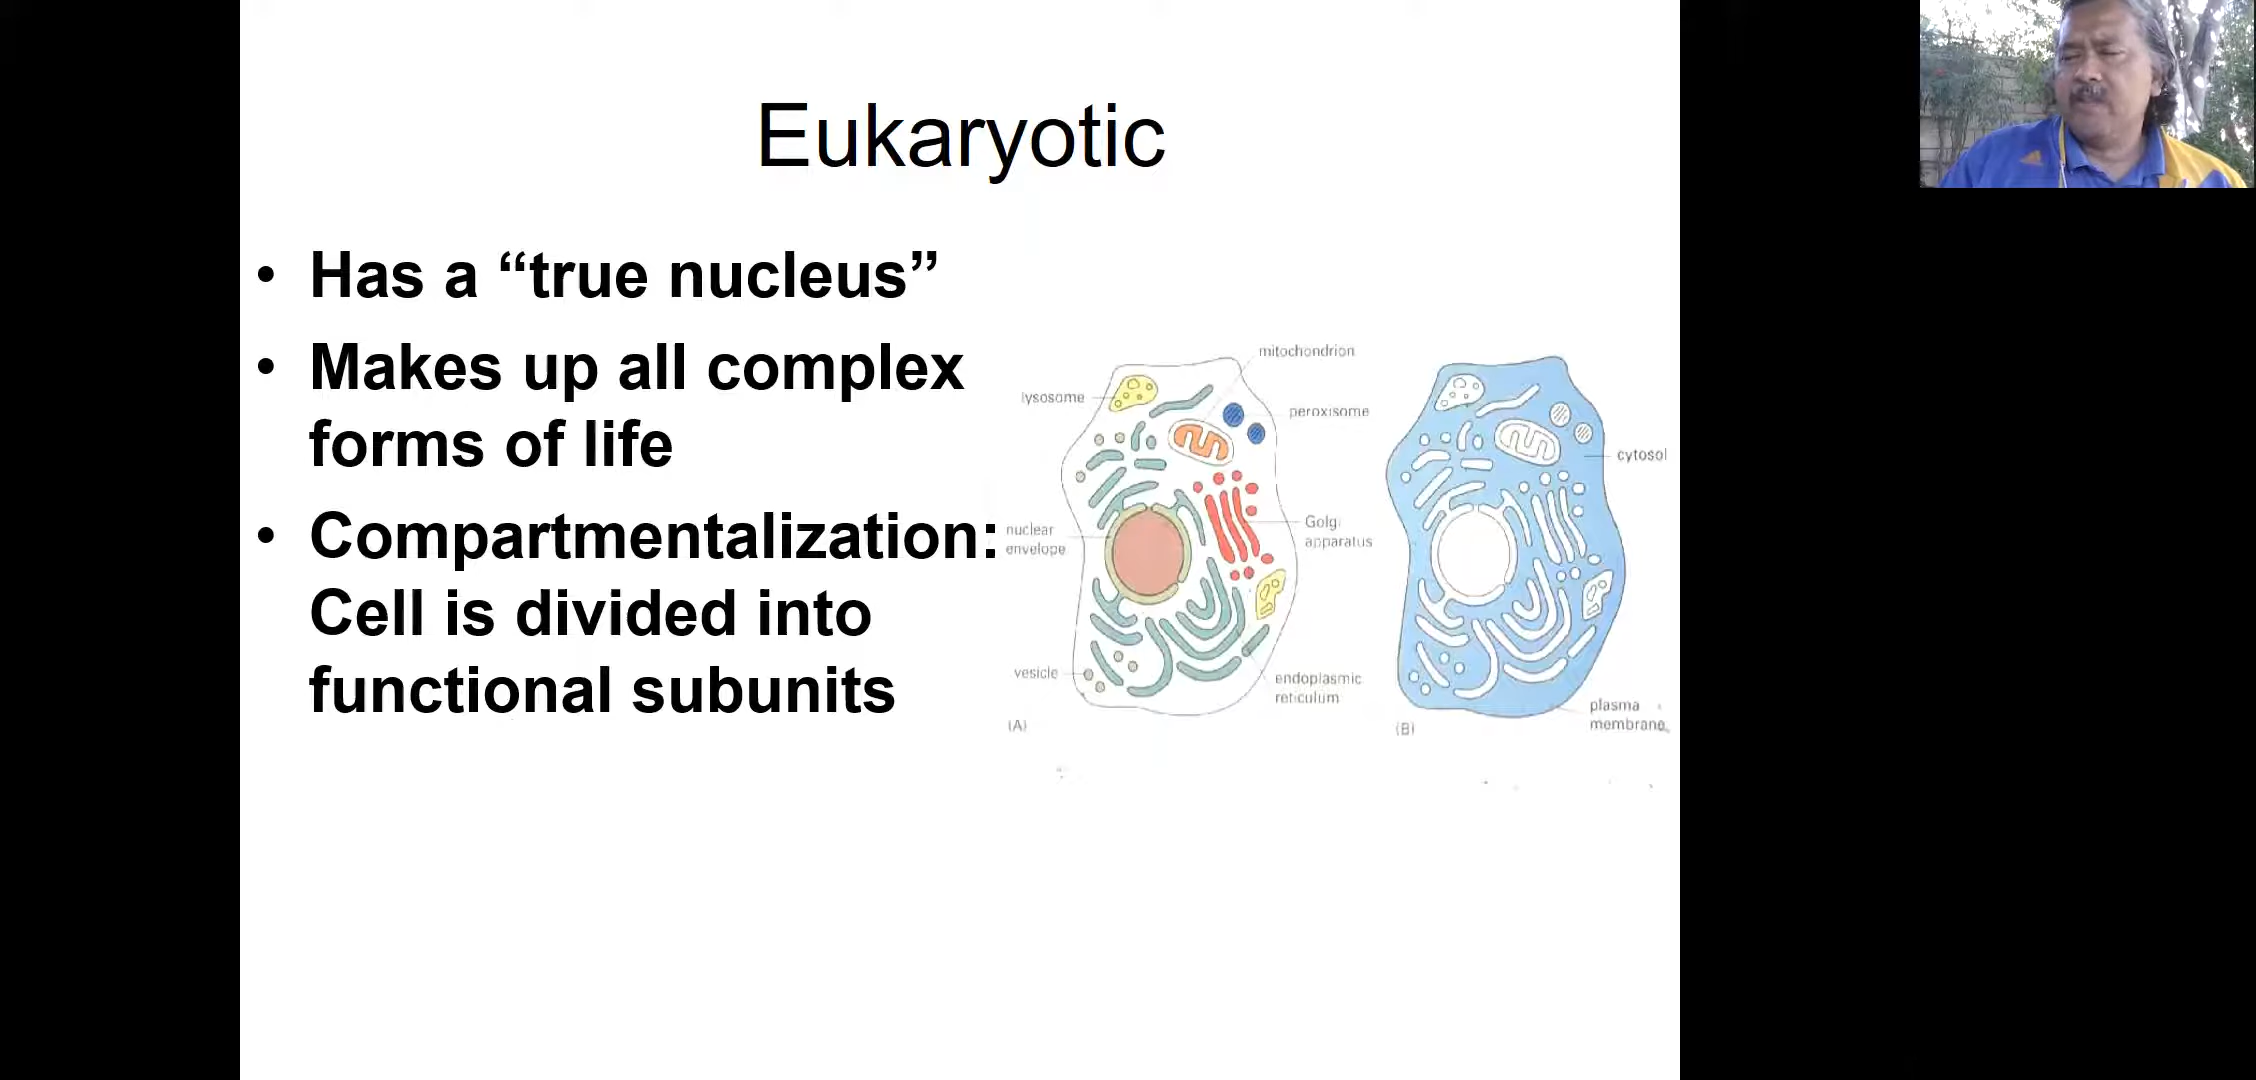 Eukaryotic
• Has a “true nucleus”
• Makes up all complex
forms of life
• Compartmentalization:
Cell is divided into
functional subunits
mitochondrion
lysosome
peroxisome
nuclear
envelope
Golgi
apparatus
vesicle
endoplasmic
reticulum
(A)
cytosol
plasma
membrane
(B)